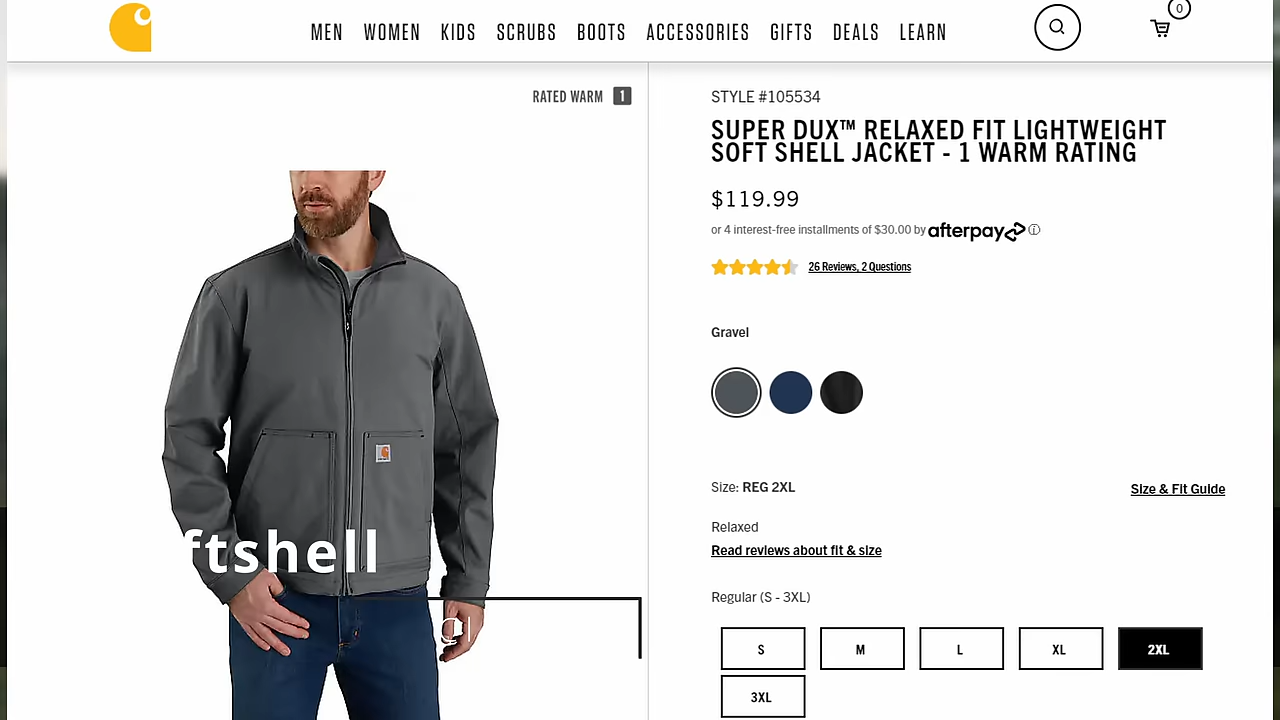 MEN WOMEN KIDS SCRUBS BOOTS ACCESSORIES GIFTS DEALS LEARN
0
RATED WARM 1
STYLE #105534
SUPER DUX™ RELAXED FIT LIGHTWEIGHT
SOFT SHELL JACKET - 1 WARM RATING
$119.99
or 4 interest-free installments of $30.00 by afterpay
26 Reviews, 2 Questions
Gravel
Size: REG 2XL
Size & Fit Guide
Relaxed
Read reviews about fit & size
Regular (S - 3XL)
S M L XL 2XL
3XL
ftshell